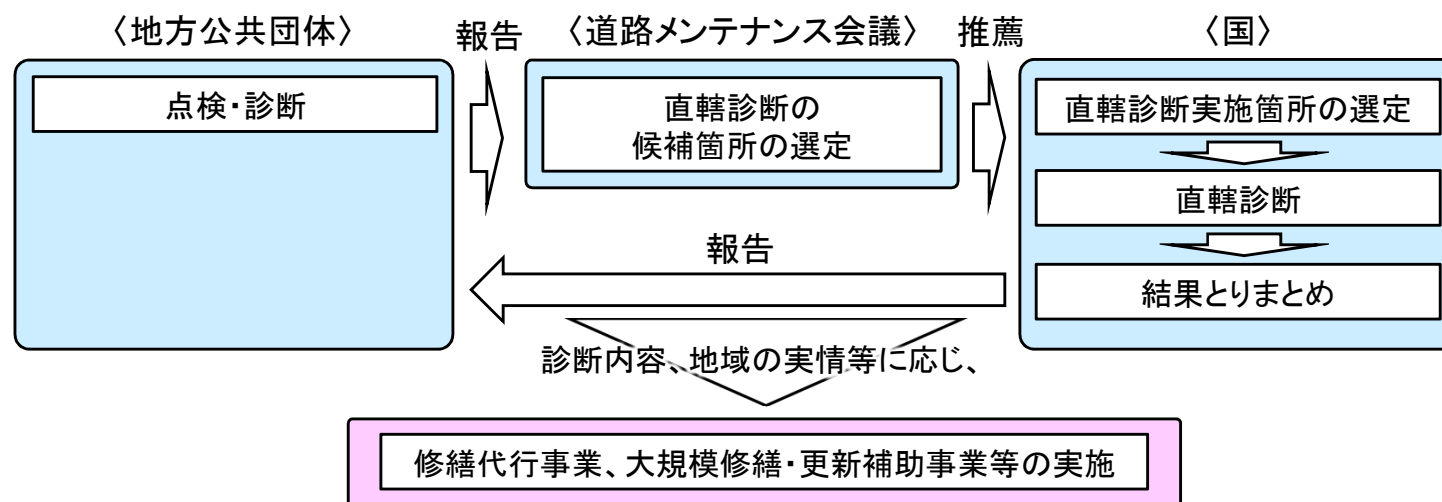 〈地方公共団体〉
報告
〈道路メンテナンス会議〉
推薦
〈国〉
点検・診断
直轄診断の
候補箇所の選定
直轄診断実施箇所の選定
直轄診断
結果とりまとめ
報告
診断内容、地域の実情等に応じ、
修繕代行事業、大規模修繕・更新補助事業等の実施